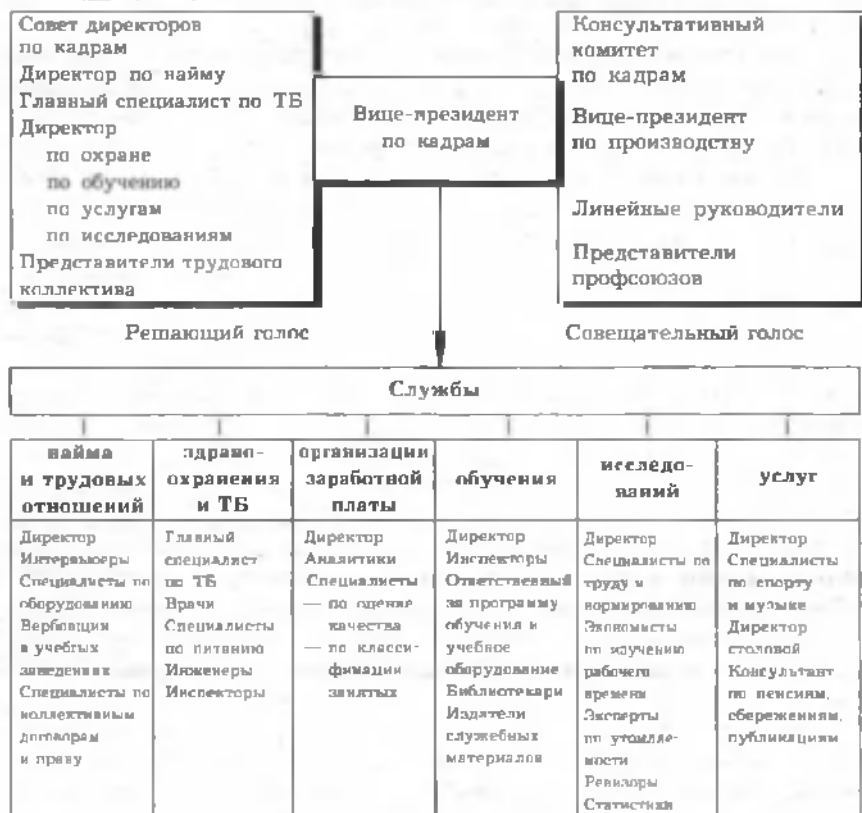 Совет директоров
по кадрам
Директор по найму
Главный специалист по ТБ
Директор
по охране
по обучению
по услугам
по исследованиям
Представители трудового
коллектива
Решающий голос
Вице-президент
по кадрам
Консультативный
комитет
по кадрам
Вице-президент
по производству
Линейные руководители
Представители
профсоюзов
Совещательный голос
Службы
найма
и трудовых
отношений
Директор
Интервьюеры
Специалисты по
оборудованию
Вербовщики
в учебных
заведениях
Специалисты по
коллективным
договорам
и праву
здраво-
охранения
и ТБ
Главный
специалист
по ТБ
Врачи
Специалисты
по питанию
Инженеры
Инспекторы
организации
заработной
платы
Директор
Аналитики
Специалисты
— по оценке
качества
— по класси-
фикации
занятых
обучения
Директор
Инспекторы
Ответственный
за программу
обучения и
учебное
оборудование
Библиотекари
Издатели
служебных
материалов
исследо-
ваний
Директор
Специалисты по
труду и
нормированию
Экономисты
по изучению
рабочего
времени
Эксперты
по утомляе-
мости
Ревизоры
Статистики
услуг
Директор
Специалисты
по спорту
и музыке
Директор
столовой
Консультант
по пенсиям,
сбережениям,
публикациям